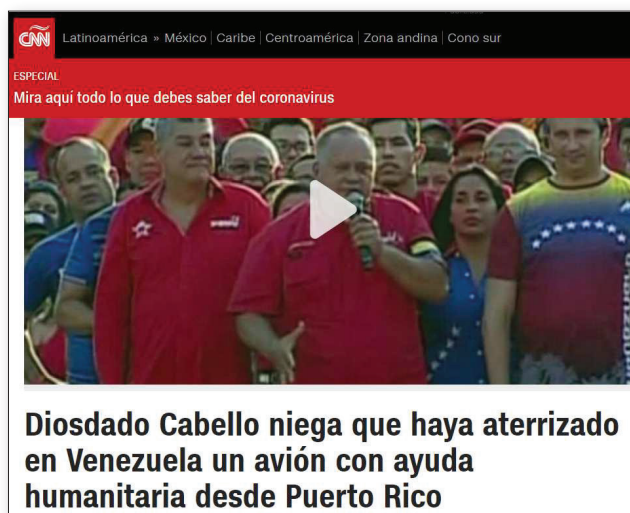 CNN
Latinoamérica » México | Caribe | Centroamérica | Zona andina | Cono sur
ESPECIAL
Mira aquí todo lo que debes saber del coronavirus
Diosdado Cabello niega que haya aterrizado
en Venezuela un avión con ayuda
humanitaria desde Puerto Rico